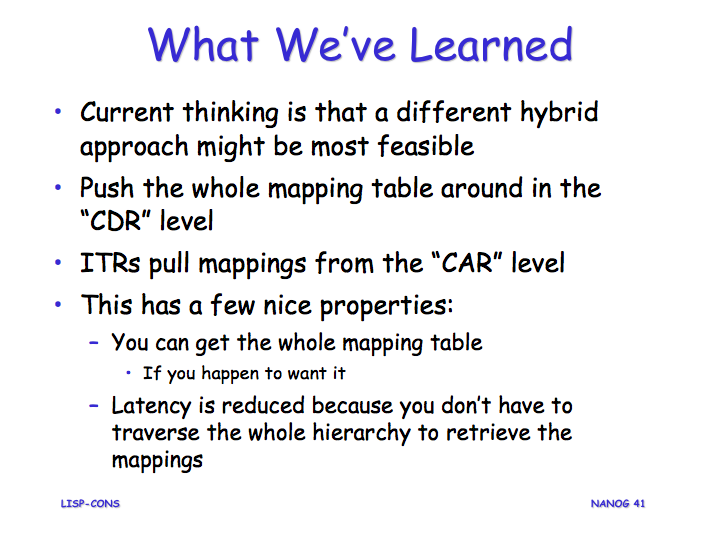 What We've Learned
• Current thinking is that a different hybrid
approach might be most feasible
• Push the whole mapping table around in the
“CDR” level
• ITRs pull mappings from the “CAR” level
• This has a few nice properties:
– You can get the whole mapping table
• If you happen to want it
– Latency is reduced because you don't have to
traverse the whole hierarchy to retrieve the
mappings
LISP-CONS
NANOG 41